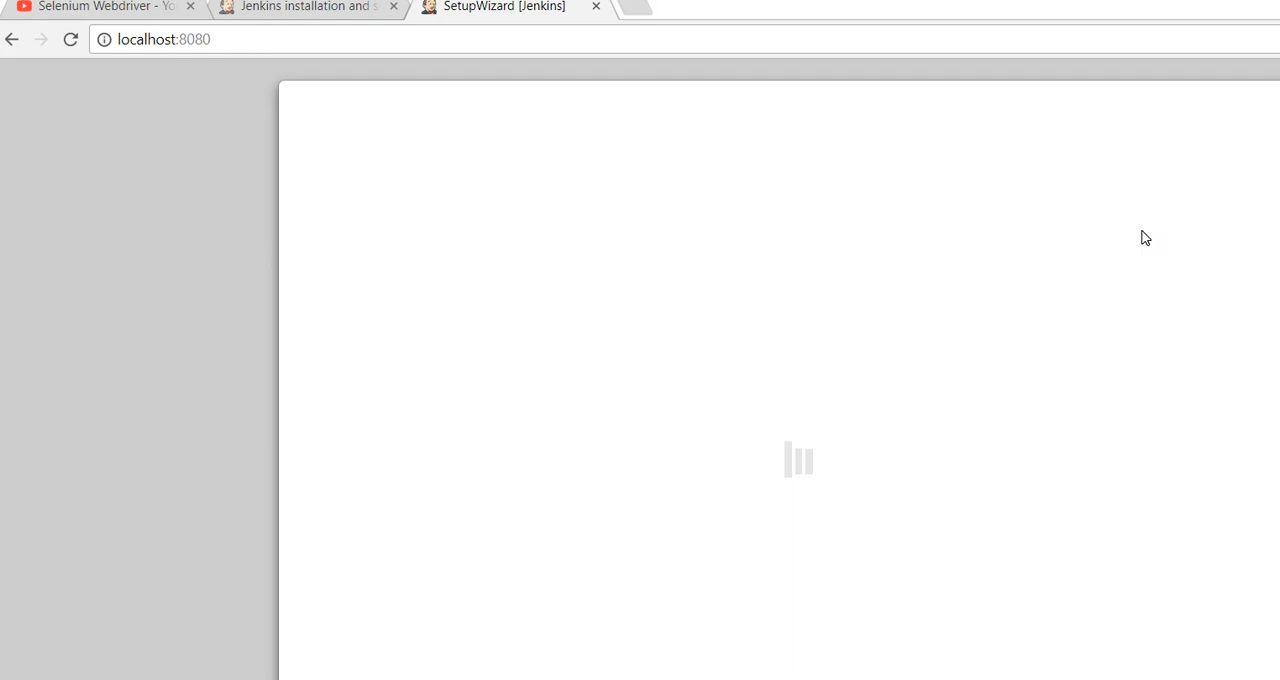 Selenium Webdriver - Yo
Jenkins installation and s
SetupWizard [Jenkins]
localhost:8080